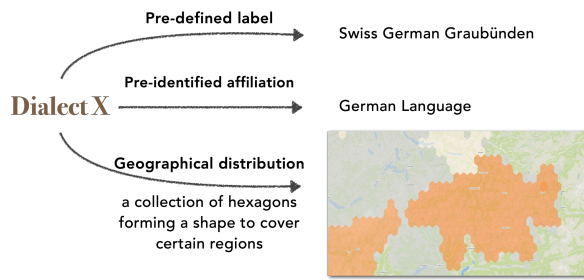 Pre-defined label
Swiss German Graubünden
Pre-identified affiliation
Dialect X
German Language
Geographical distribution
a collection of hexagons
forming a shape to cover
certain regions